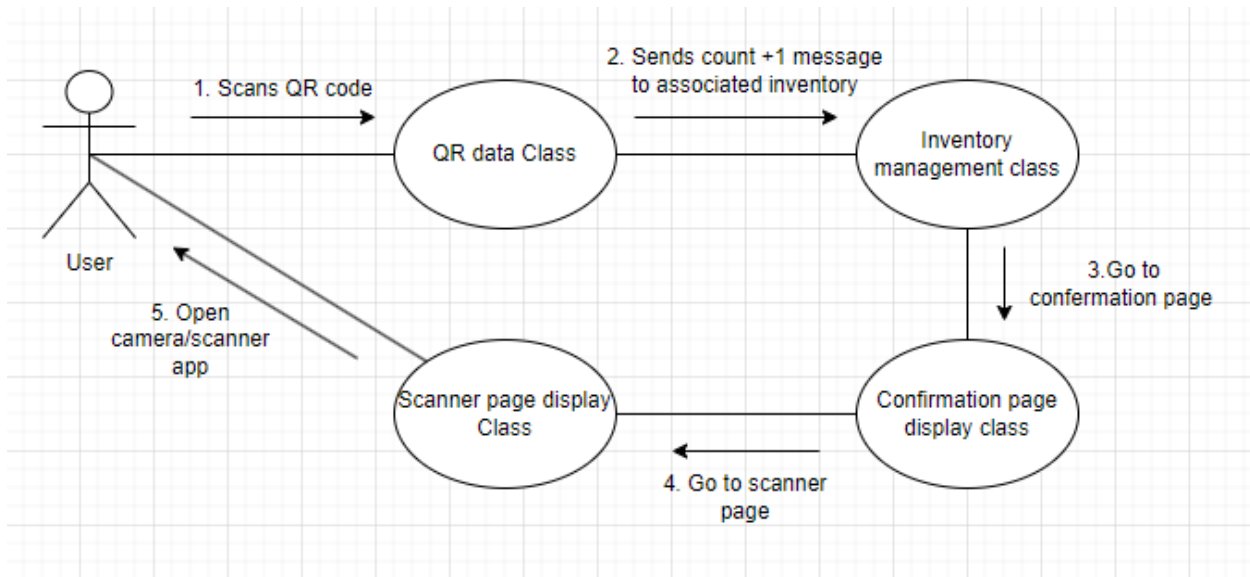 1. Scans QR code
2. Sends count +1 message
to associated inventory
QR data Class
Inventory
management class
User
3.Go to
confermation page
5. Open
camera/scanner
app
Scanner page display
Class
Confirmation page
display class
4. Go to scanner
page